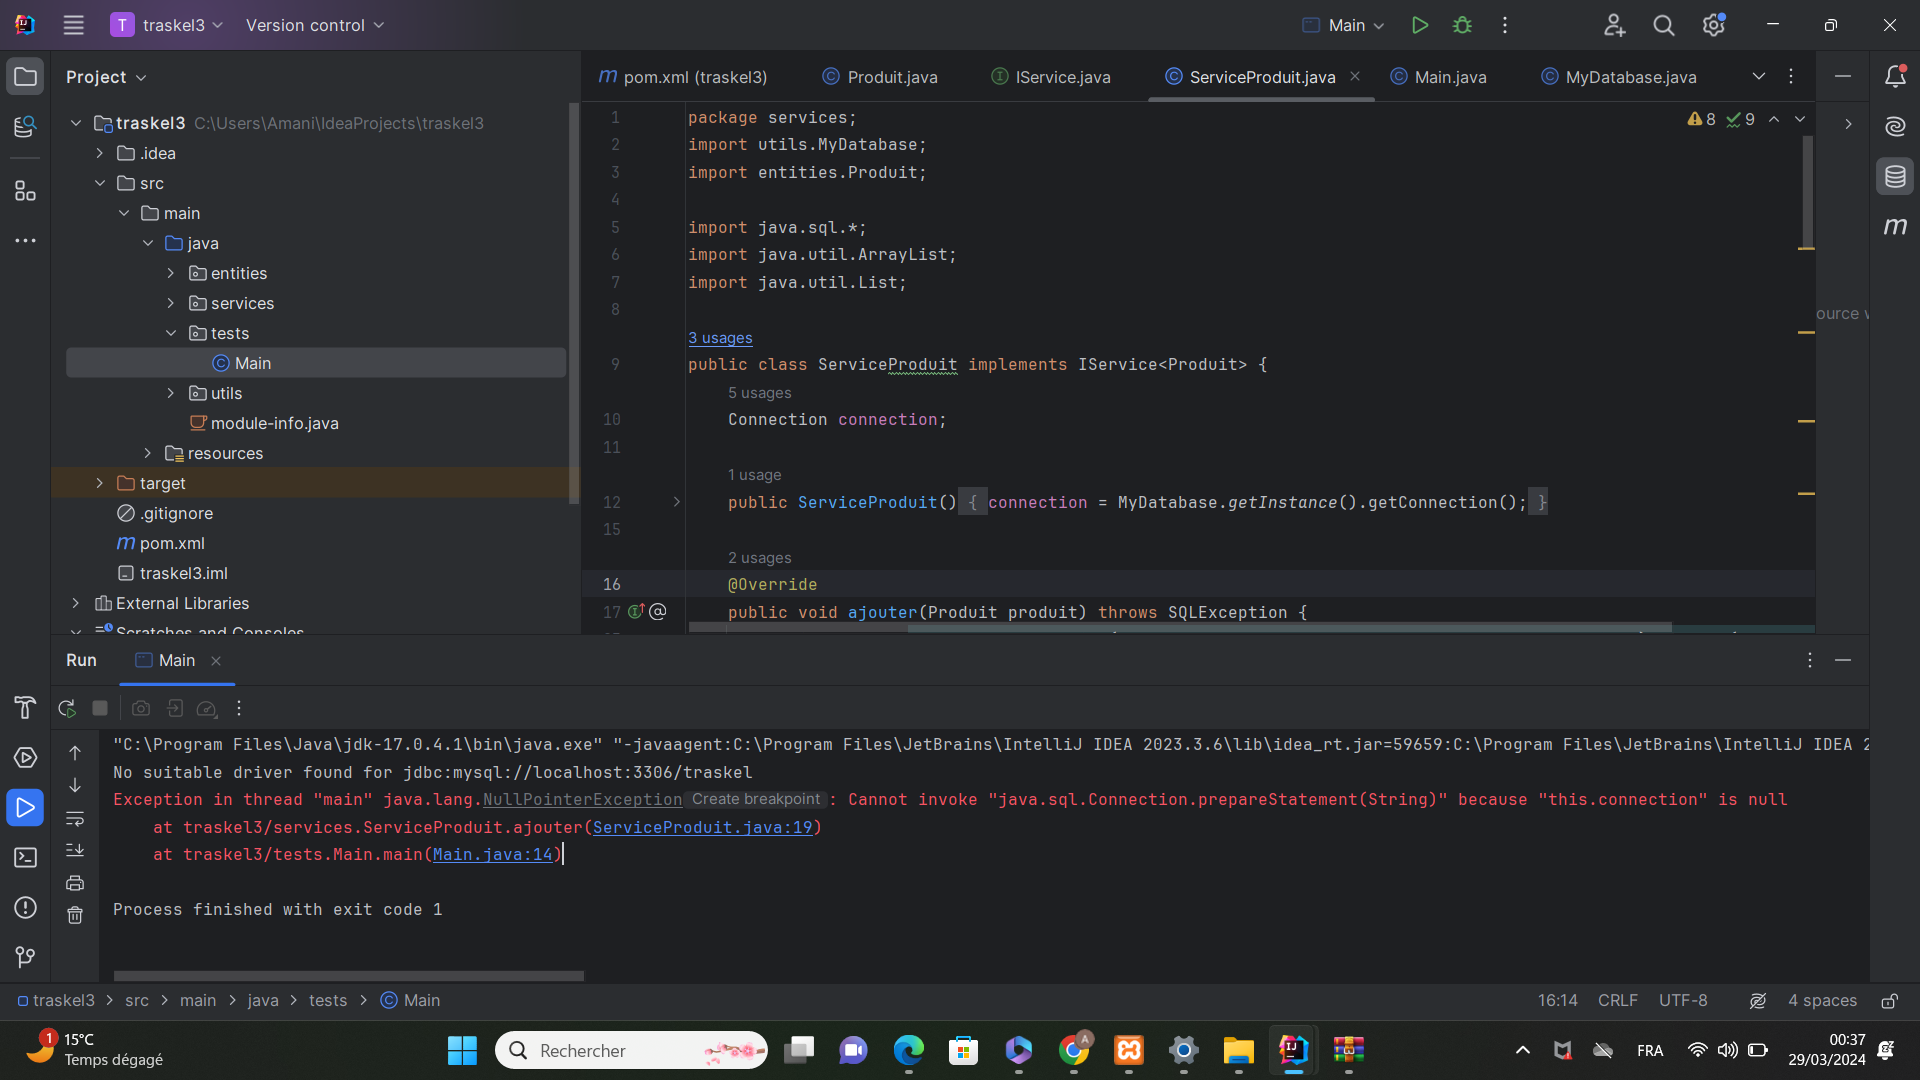 T traskel3 Version control Main
Project
pom.xml (traskel3) Produit.java IService.java ServiceProduit.java Main.java MyDatabase.java
traskel3 C:\Users\Amani\IdeaProjects\traskel3
.idea
src
main
java
entities
services
tests
Main
utils
module-info.java
resources
target
.gitignore
pom.xml
traskel3.iml
External Libraries
Scratches and Consoles
8 9
1 package services;
2 import utils.MyDatabase;
3 import entities.Produit;
4
5 import java.sql.*;
6 import java.util.ArrayList;
7 import java.util.List;
8
3 usages
9 public class ServiceProduit implements IService<Produit> {
5 usages
10 Connection connection;
11
1 usage
12 public ServiceProduit() { connection = MyDatabase.getInstance().getConnection(); }
15
2 usages
16 @Override
17 public void ajouter(Produit produit) throws SQLException {
ource
Run Main
"C:\Program Files\Java\jdk-17.0.4.1\bin\java.exe" "-javaagent:C:\Program Files\JetBrains\IntelliJ IDEA 2023.3.6\lib\idea_rt.jar=59659:C:\Program Files\JetBrains\IntelliJ IDEA 2
No suitable driver found for jdbc:mysql://localhost:3306/traskel
Exception in thread "main" java.lang.NullPointerException Create breakpoint : Cannot invoke "java.sql.Connection.prepareStatement(String)" because "this.connection" is null
at traskel3/services.ServiceProduit.ajouter(ServiceProduit.java:19)
at traskel3/tests.Main.main(Main.java:14)
Process finished with exit code 1
traskel3 > src > main > java > tests > Main
16:14 CRLF UTF-8 4 spaces
1 15°C
Temps dégagé
Rechercher
A
FRA
00:37
29/03/2024